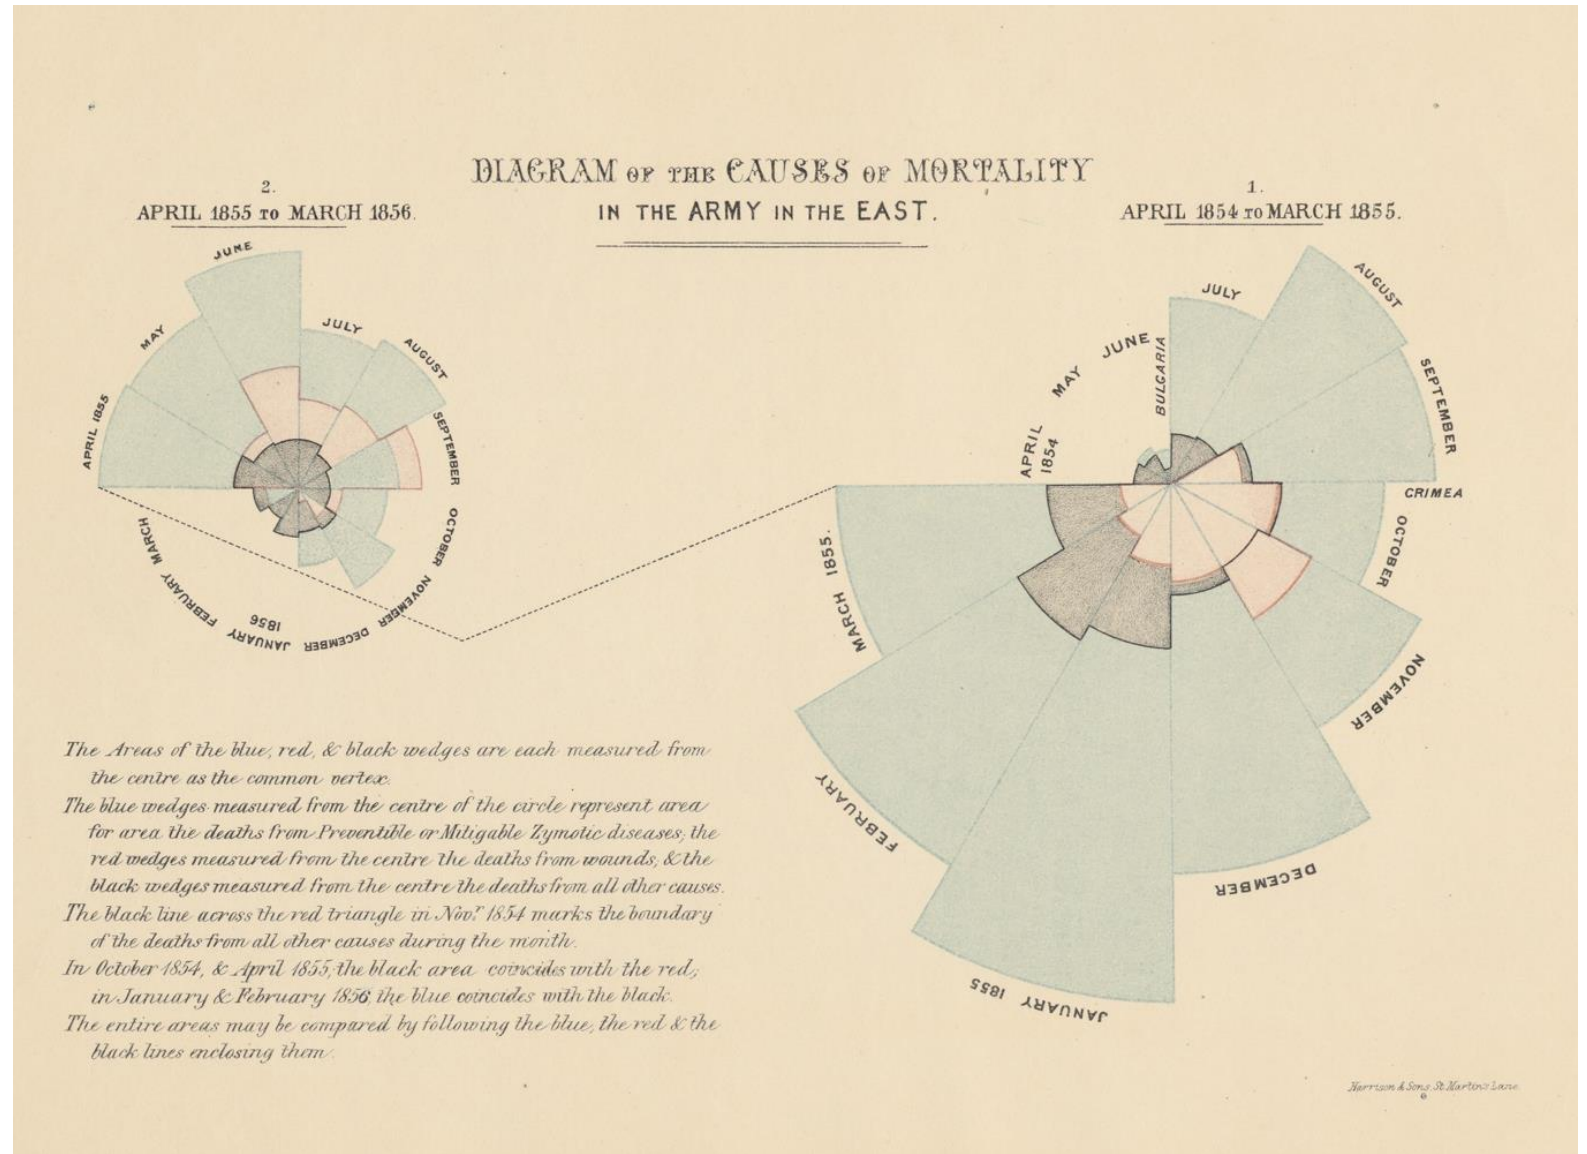 DIAGRAM OF THE CAUSES OF MORTALITY
IN THE ARMY IN THE EAST.
2.
APRIL 1855 TO MARCH 1856.
1.
APRIL 1854 TO MARCH 1855.
APRIL 1855
MAY
JUNE
JULY
AUGUST
SEPTEMBER
OCTOBER
NOVEMBER
DECEMBER
JANUARY
1856
FEBRUARY
MARCH
APRIL
1854
MAY
JUNE
BULGARIA
JULY
AUGUST
SEPTEMBER
CRIMEA
OCTOBER
NOVEMBER
DECEMBER
JANUARY 1855
FEBRUARY
MARCH 1855.
The Areas of the blue, red, & black wedges are each measured from
the centre as the common vertex.
The blue wedges measured from the centre of the circle represent area
for area the deaths from Preventible or Mitigable Zymotic diseases; the
red wedges measured from the centre the deaths from wounds; & the
black wedges measured from the centre the deaths from all other causes.
The black line across the red triangle in Novr. 1854 marks the boundary
of the deaths from all other causes during the month.
In October 1854, & April 1855, the black area coincides with the red;
in January & February 1856, the blue coincides with the black.
The entire areas may be compared by following the blue, the red & the
black lines enclosing them.
Harrison & Sons, St. Martin's Lane.